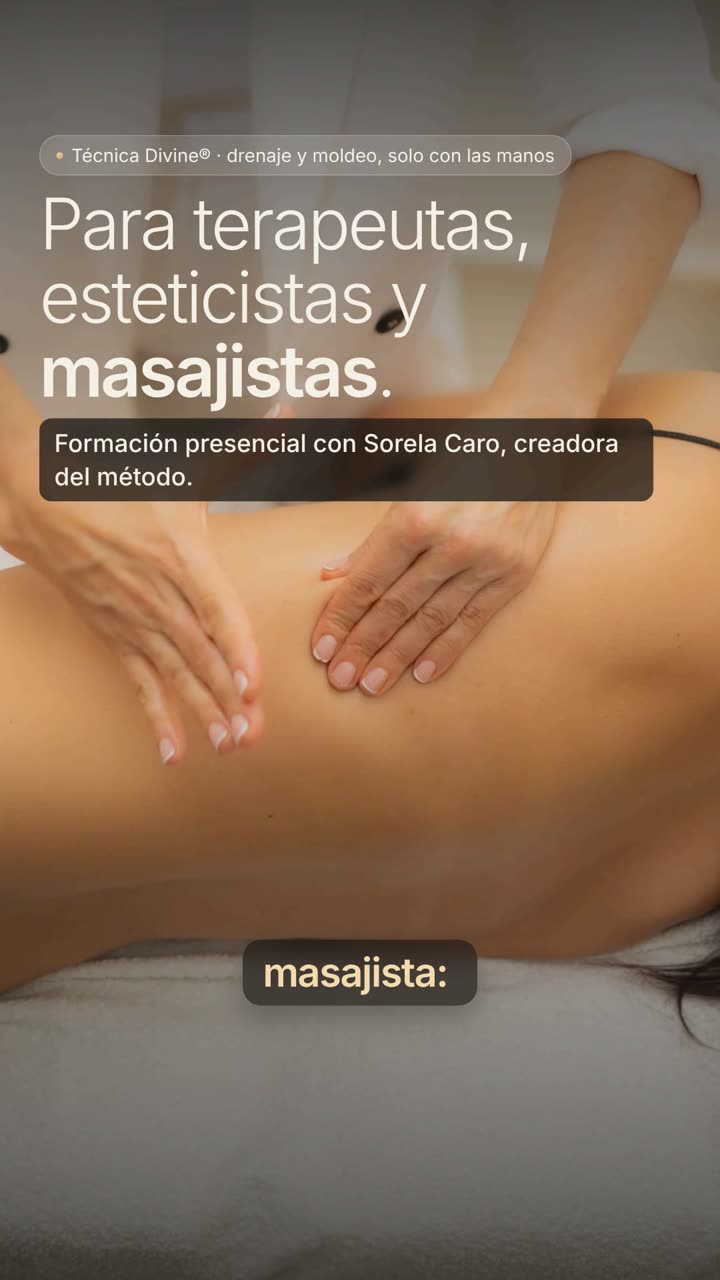 Técnica Divine® · drenaje y moldeo, solo con las manos
Para terapeutas,
esteticistas y
masajistas.
Formación presencial con Sorela Caro, creadora
del método.
masajista: